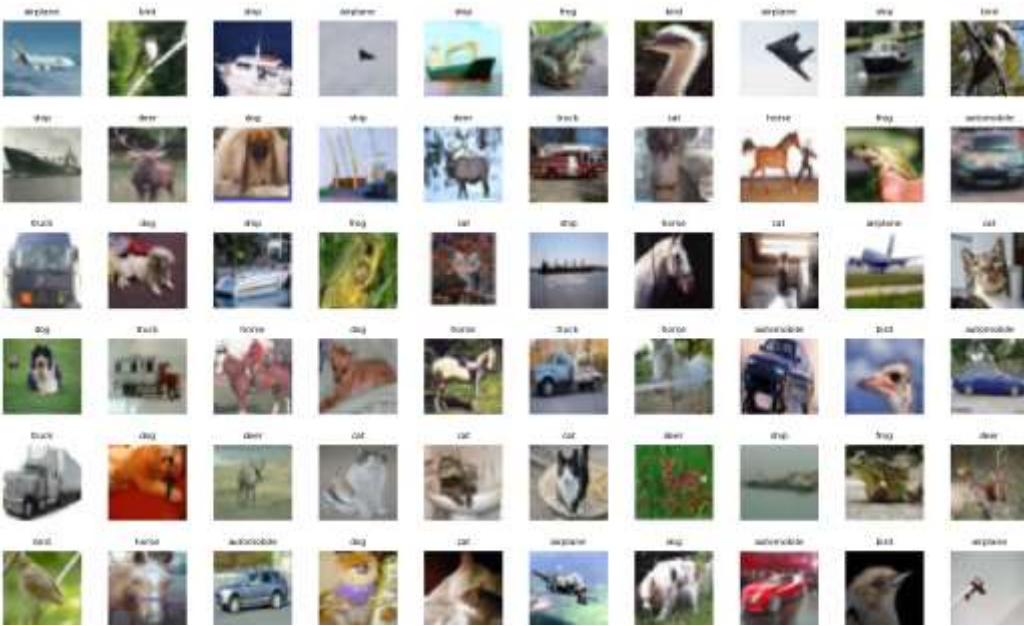 airplane bird ship airplane ship frog bird airplane ship bird
ship deer dog ship deer truck cat horse frog automobile
truck dog ship frog cat ship horse cat airplane cat
dog truck horse dog horse truck horse automobile bird automobile
truck dog deer cat cat cat deer ship frog deer
bird horse automobile dog cat airplane dog automobile bird airplane